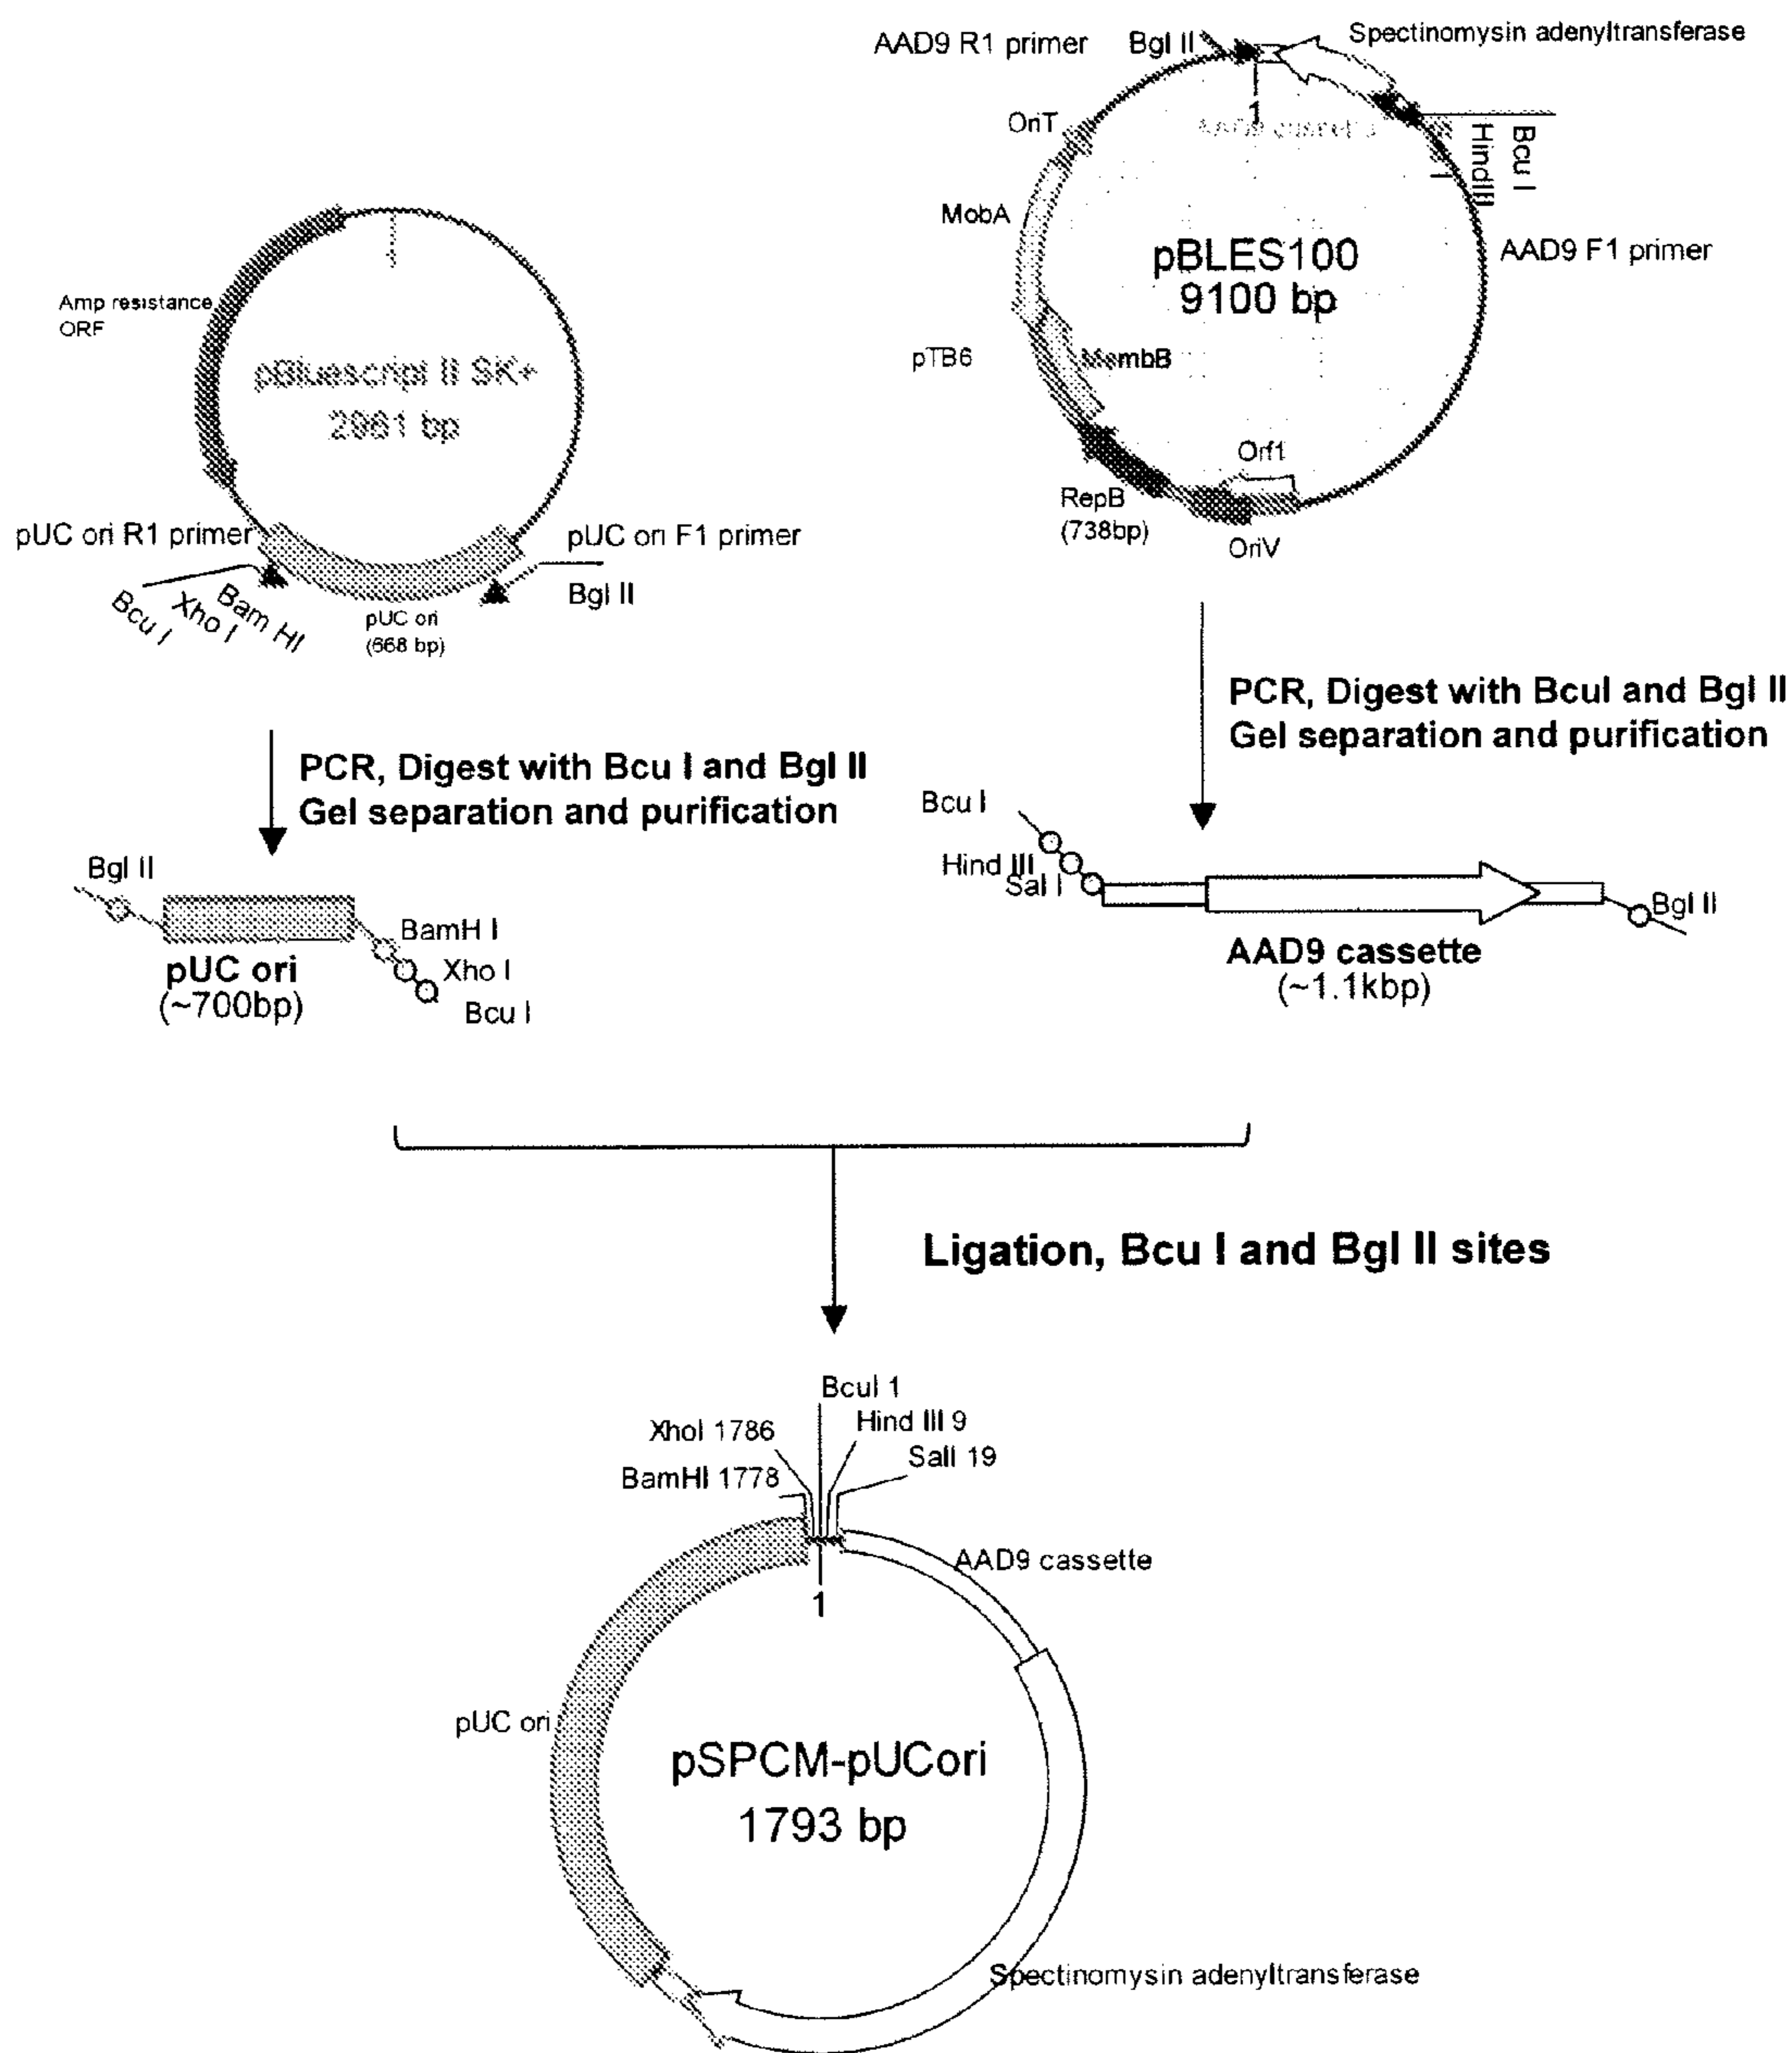 AAD9 R1 primer
Bgl II
Spectinomysin adenyltransferase
1
OriT
HindIII
Bcu I
MobA
pBLES100
9100 bp
AAD9 F1 primer
pTB6
MembB
Orf1
RepB
(738bp)
OriV
Amp resistance
ORF
pBluescript II SK+
2961 bp
pUC ori R1 primer
pUC ori F1 primer
Bgl II
Bcu I
Xho I
Bam HI
pUC ori
(668 bp)
PCR, Digest with BcuI and Bgl II
Gel separation and purification
PCR, Digest with Bcu I and Bgl II
Gel separation and purification
Bgl II
BamH I
Xho I
Bcu I
pUC ori
(~700bp)
Bcu I
Hind III
Sal I
Bgl II
AAD9 cassette
(~1.1kbp)
Ligation, Bcu I and Bgl II sites
BcuI 1
XhoI 1786
Hind III 9
BamHI 1778
SalI 19
AAD9 cassette
1
pUC ori
pSPCM-pUCori
1793 bp
Spectinomysin adenyltransferase